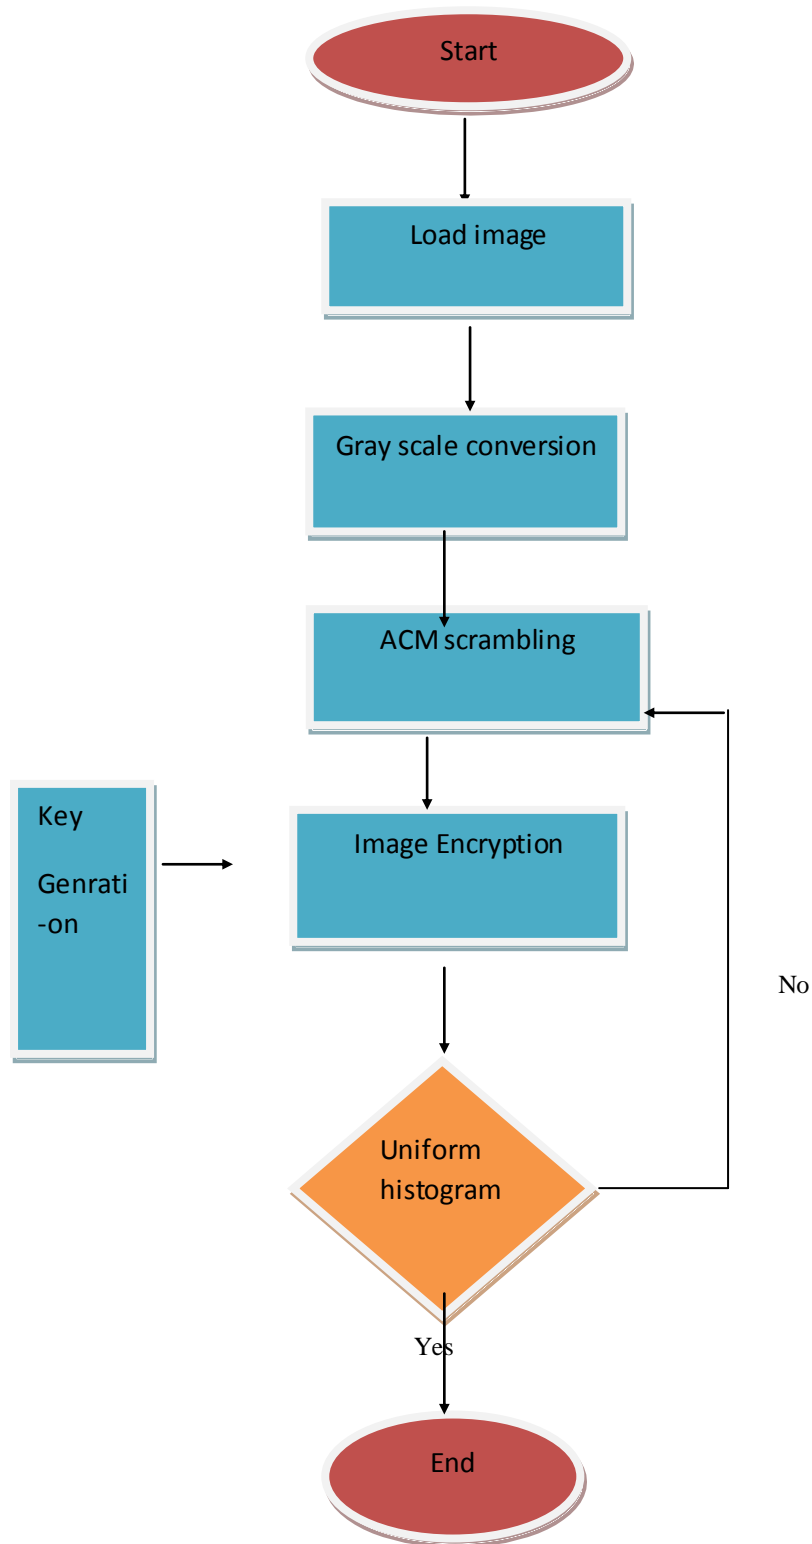 Start
Load image
Gray scale conversion
ACM scrambling
Key
Genrati
-on
Image Encryption
No
Uniform
histogram
Yes
End